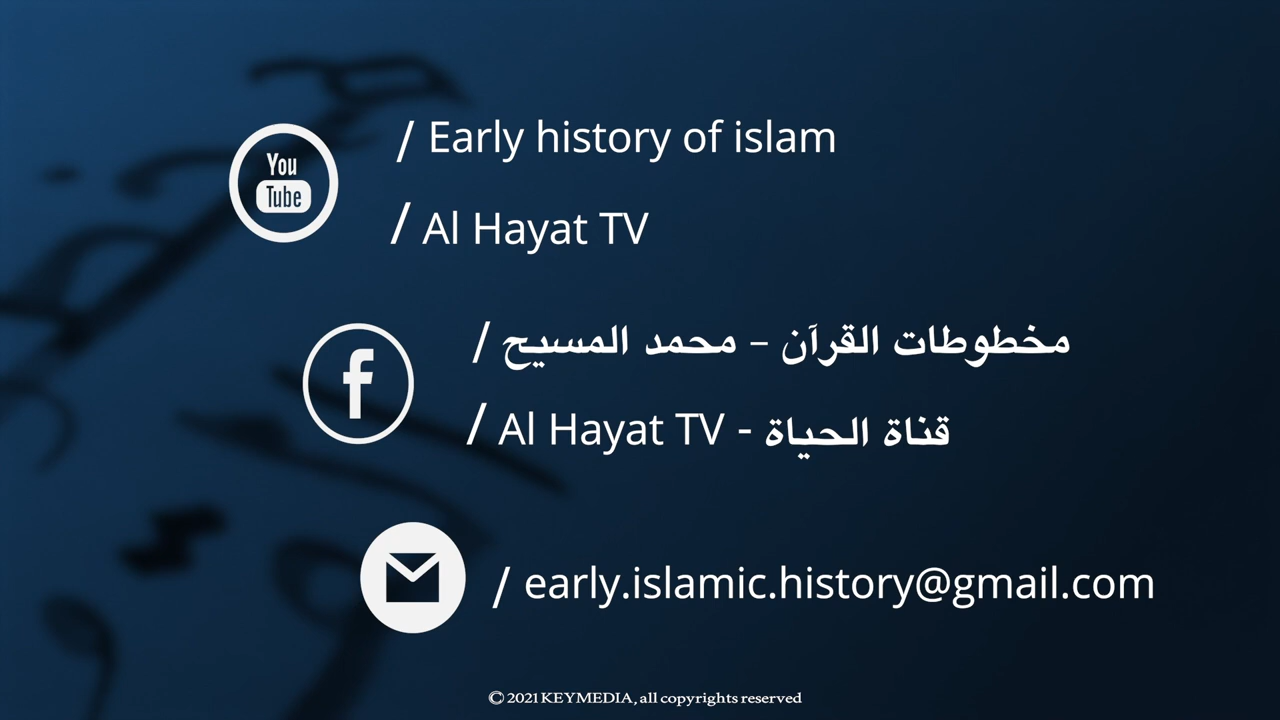 You
Tube
/ Early history of islam
/ Al Hayat TV
/ مخطوطات القرآن – محمد المسيح
/ Al Hayat TV - قناة الحياة
/ early.islamic.history@gmail.com
© 2021 KEYMEDIA, all copyrights reserved